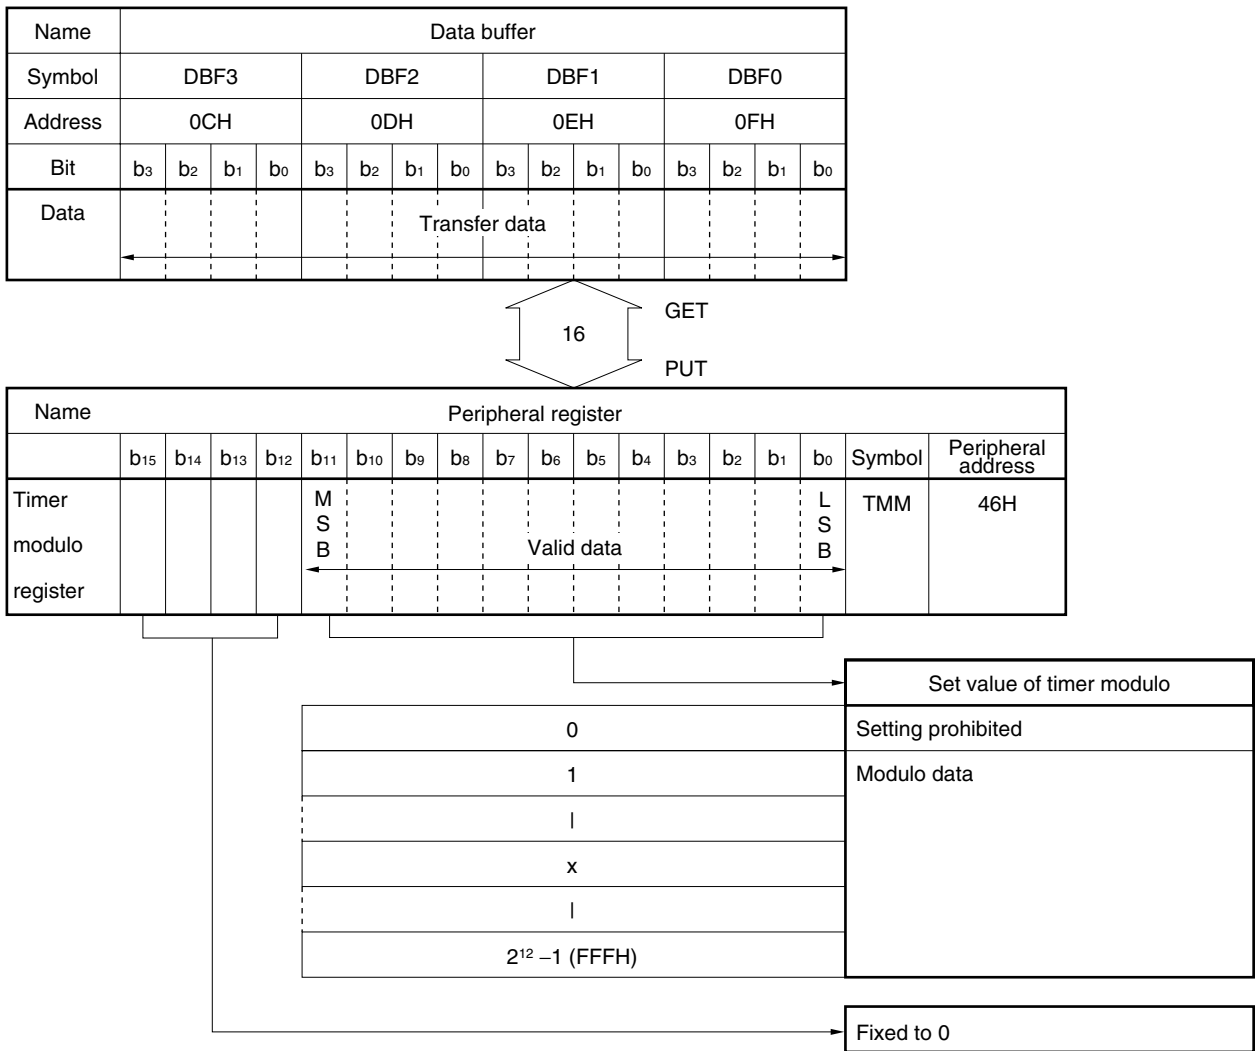 Name Data buffer
Symbol DBF3 DBF2 DBF1 DBF0
Address 0CH 0DH 0EH 0FH
Bit b3 b2 b1 b0 b3 b2 b1 b0 b3 b2 b1 b0 b3 b2 b1 b0
Data Transfer data
GET
16
PUT
Name Peripheral register
b15 b14 b13 b12 b11 b10 b9 b8 b7 b6 b5 b4 b3 b2 b1 b0 Symbol Peripheral address
Timer modulo register
MSB
Valid data
LSB
TMM 46H
Set value of timer modulo
0 Setting prohibited
1 Modulo data
|
x
|
2¹² –1 (FFFH)
Fixed to 0